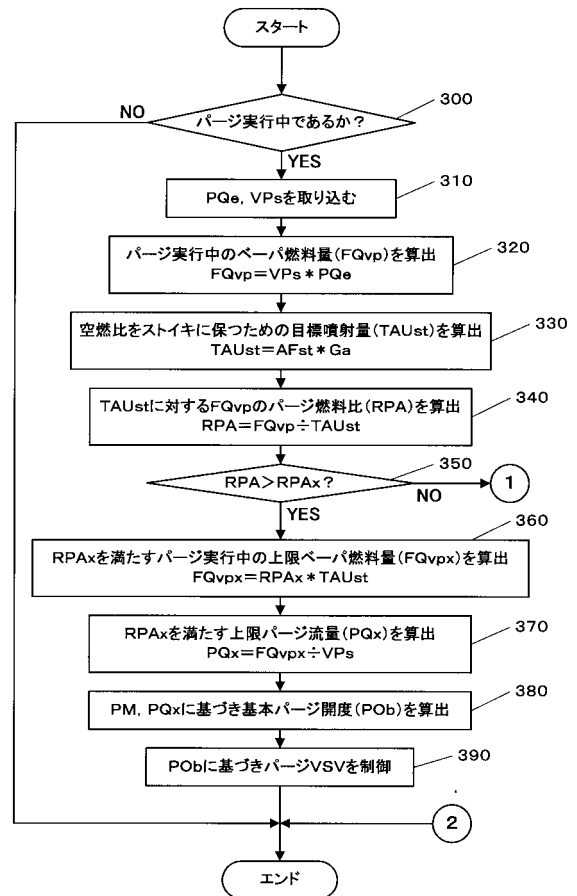 スタート
300
パージ実行中であるか？
NO
YES
310
PQe, VPsを取り込む
320
パージ実行中のベーパ燃料量(FQvp)を算出
FQvp=VPs*PQe
330
空燃比をストイキに保つための目標噴射量(TAUst)を算出
TAUst=AFst*Ga
340
TAUstに対するFQvpのパージ燃料比(RPA)を算出
RPA=FQvp÷TAUst
350
RPA>RPAx？
NO
1
YES
360
RPAxを満たすパージ実行中の上限ベーパ燃料量(FQvpx)を算出
FQvpx=RPAx*TAUst
370
RPAxを満たす上限パージ流量(PQx)を算出
PQx=FQvpx÷VPs
380
PM, PQxに基づき基本パージ開度(POb)を算出
390
PObに基づきパージVSVを制御
2
エンド